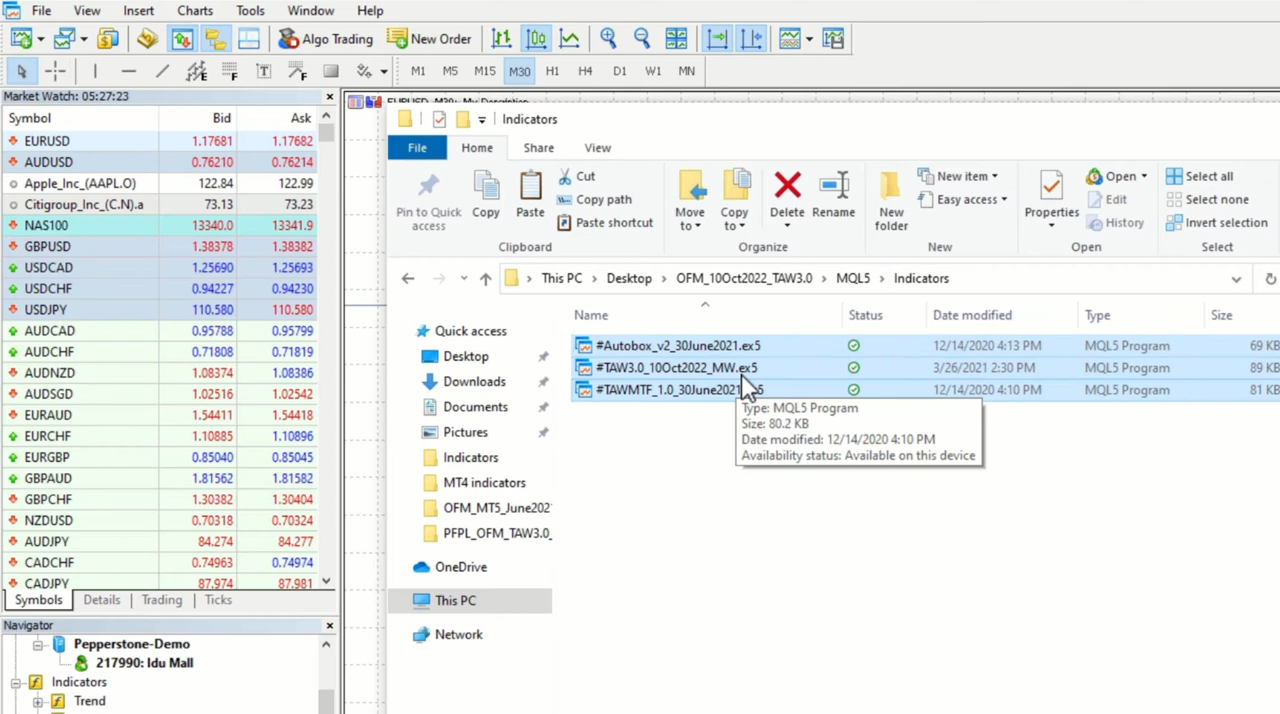 File View Insert Charts Tools Window Help
Algo Trading New Order
E F T F M1 M5 M15 M30 H1 H4 D1 W1 MN
Market Watch: 05:27:23 ×
Symbol Bid Ask
EURUSD 1.17681 1.17682
AUDUSD 0.76210 0.76214
Apple_Inc_(AAPL.O) 122.84 122.99
Citigroup_Inc_(C.N).a 73.13 73.23
NAS100 13340.0 13341.9
GBPUSD 1.38378 1.38382
USDCAD 1.25690 1.25693
USDCHF 0.94227 0.94230
USDJPY 110.580 110.580
AUDCAD 0.95788 0.95799
AUDCHF 0.71808 0.71819
AUDNZD 1.08374 1.08386
AUDSGD 1.02516 1.02542
EURAUD 1.54411 1.54418
EURCHF 1.10885 1.10896
EURGBP 0.85040 0.85045
GBPAUD 1.81562 1.81582
GBPCHF 1.30382 1.30404
NZDUSD 0.70318 0.70324
AUDJPY 84.274 84.277
CADCHF 0.74963 0.74974
CADJPY 87.974 87.981
Symbols Details Trading Ticks
Navigator ×
Pepperstone-Demo
217990: Idu Mall
Indicators
Trend
EURUSD, M30: My Description
Indicators
File Home Share View
Pin to Quick access
Copy
Paste
Cut
Copy path
Paste shortcut
Clipboard
Move to
Copy to
Delete
Rename
Organize
New folder
New item
Easy access
New
Properties
Open
Edit
History
Open
Select all
Select none
Invert selection
Select
This PC > Desktop > OFM_10Oct2022_TAW3.0 > MQL5 > Indicators
Quick access
Desktop
Downloads
Documents
Pictures
Indicators
MT4 indicators
OFM_MT5_June202
PFPL_OFM_TAW3.0_
OneDrive
This PC
Network
Name Status Date modified Type Size
#Autobox_v2_30June2021.ex5 12/14/2020 4:13 PM MQL5 Program 69 KB
#TAW3.0_10Oct2022_MW.ex5 3/26/2021 2:30 PM MQL5 Program 89 KB
#TAWMTF_1.0_30June2021 12/14/2020 4:10 PM MQL5 Program 81 KB
Type: MQL5 Program
Size: 80.2 KB
Date modified: 12/14/2020 4:10 PM
Availability status: Available on this device